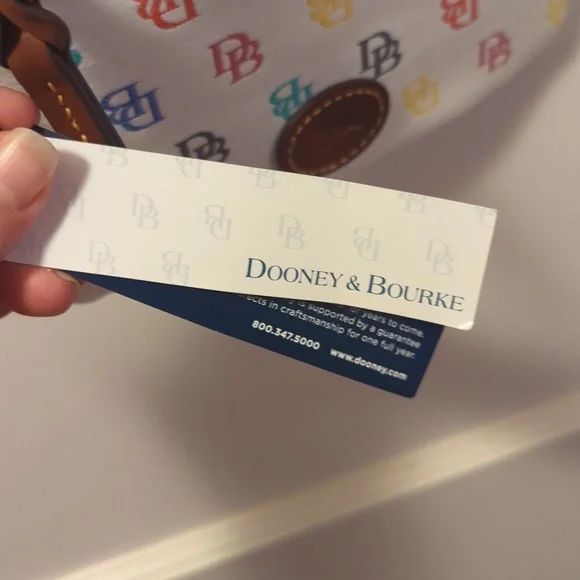 DOONEY & BOURKE
years to come.
is supported by a guarantee
in craftsmanship for one full year.
800.347.5000 www.dooney.com